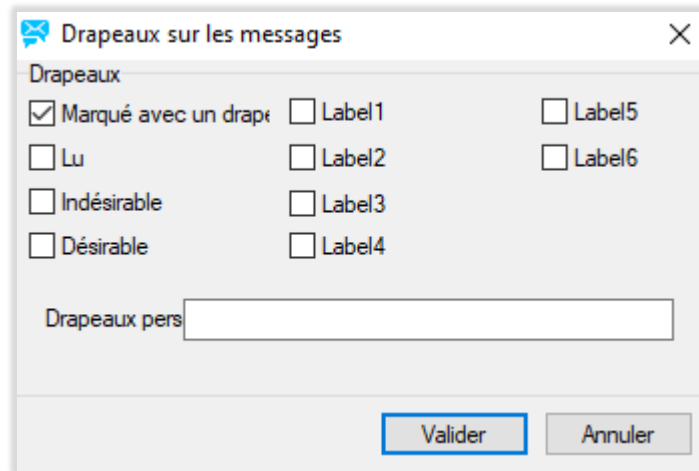 Drapeaux sur les messages
Drapeaux
Marqué avec un drape
Label1
Label5
Lu
Label2
Label6
Indésirable
Label3
Désirable
Label4
Drapeaux pers
Valider
Annuler